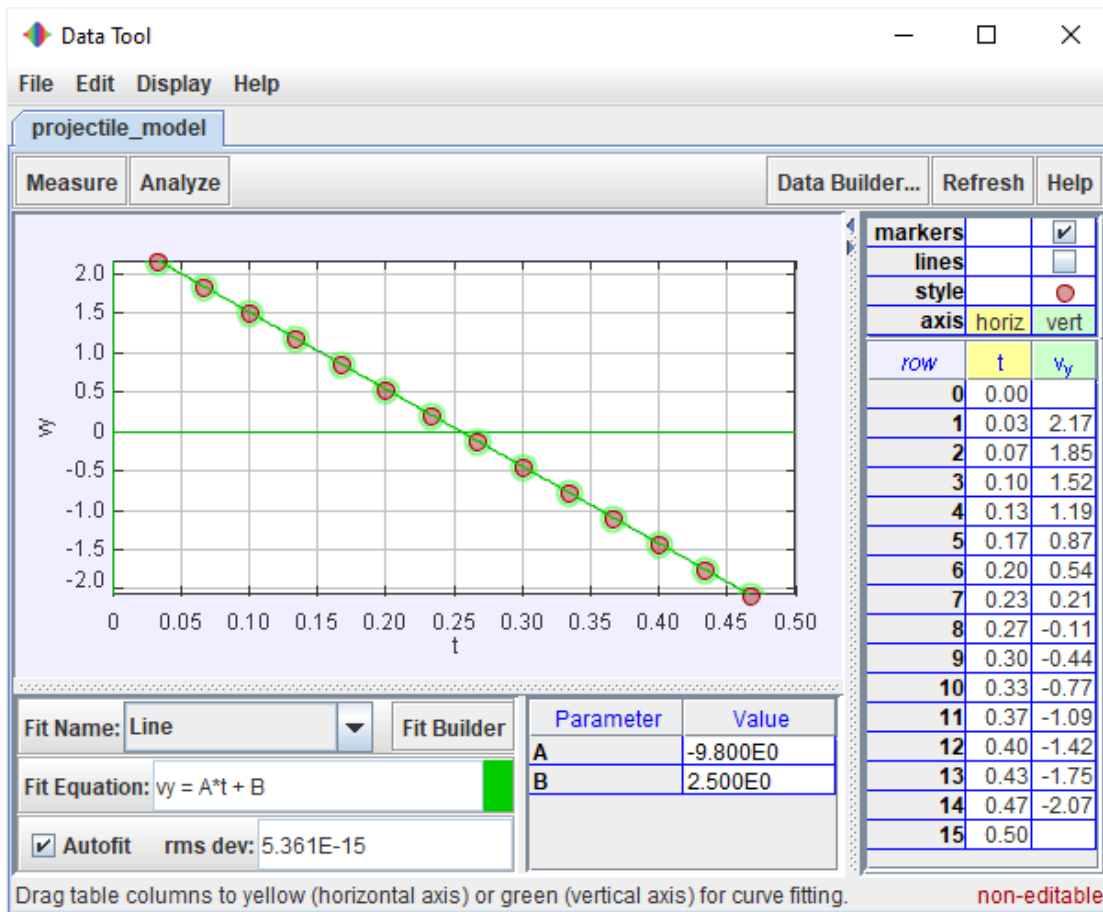 Data Tool
File Edit Display Help
projectile_model
Measure Analyze Data Builder... Refresh Help
markers
lines
style
axis horiz vert
row t vy
0 0.00
1 0.03 2.17
2 0.07 1.85
3 0.10 1.52
4 0.13 1.19
5 0.17 0.87
6 0.20 0.54
7 0.23 0.21
8 0.27 -0.11
9 0.30 -0.44
10 0.33 -0.77
11 0.37 -1.09
12 0.40 -1.42
13 0.43 -1.75
14 0.47 -2.07
15 0.50
2.0
1.5
1.0
0.5
0
-0.5
-1.0
-1.5
-2.0
vy
0 0.05 0.10 0.15 0.20 0.25 0.30 0.35 0.40 0.45 0.50
t
Fit Name: Line Fit Builder
Fit Equation: vy = A*t + B
Autofit rms dev: 5.361E-15
Parameter Value
A -9.800E0
B 2.500E0
Drag table columns to yellow (horizontal axis) or green (vertical axis) for curve fitting. non-editable